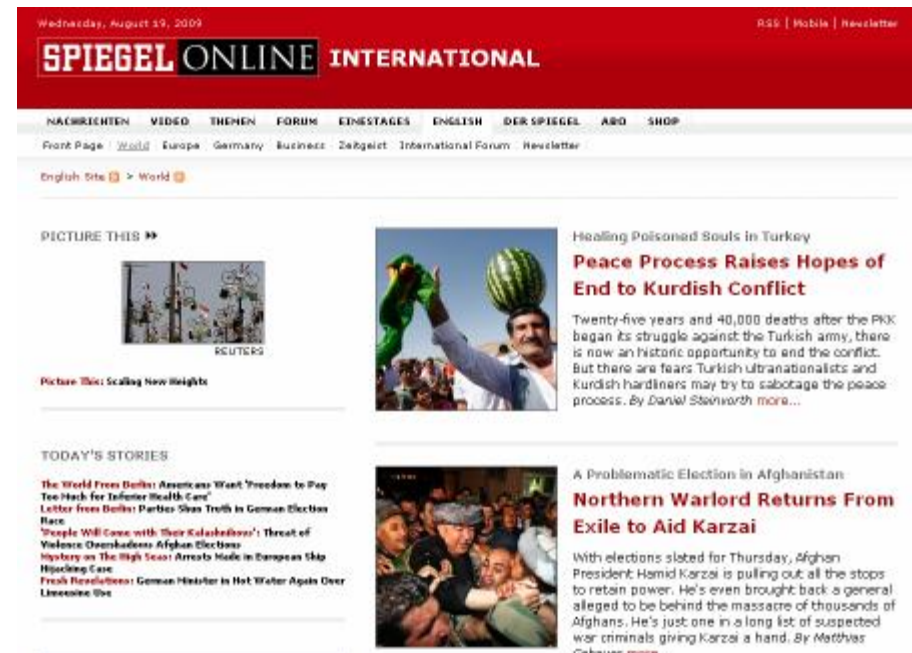 Wednesday, August 19, 2009
RSS | Mobile | Newsletter
SPIEGEL ONLINE INTERNATIONAL
NACHRICHTEN VIDEO THEMEN FORUM EINESTAGES ENGLISH DER SPIEGEL ABO SHOP
Front Page World Europe Germany Business Zeitgeist International Forum Newsletter
English Site > World
PICTURE THIS
REUTERS
Picture This: Scaling New Heights
TODAY'S STORIES
The World From Berlin: Americans Want 'Freedom to Pay
Too Much for Inferior Health Care'
Letter from Berlin: Parties Shun Truth in German Election
Race
'People Will Come with Their Kalashnikovs': Threat of
Violence Overshadows Afghan Elections
Mystery on The High Seas: Arrests Made in European Ship
Hijacking Case
Fresh Revelations: German Minister in Hot Water Again Over
Limousine Use
Healing Poisoned Souls in Turkey
Peace Process Raises Hopes of
End to Kurdish Conflict
Twenty-five years and 40,000 deaths after the PKK
began its struggle against the Turkish army, there
is now an historic opportunity to end the conflict.
But there are fears Turkish ultranationalists and
Kurdish hardliners may try to sabotage the peace
process. By Daniel Steinvorth more...
A Problematic Election in Afghanistan
Northern Warlord Returns From
Exile to Aid Karzai
With elections slated for Thursday, Afghan
President Hamid Karzai is pulling out all the stops
to retain power. He's even brought back a general
alleged to be behind the massacre of thousands of
Afghans. He's just one in a long list of suspected
war criminals giving Karzai a hand. By Matthias